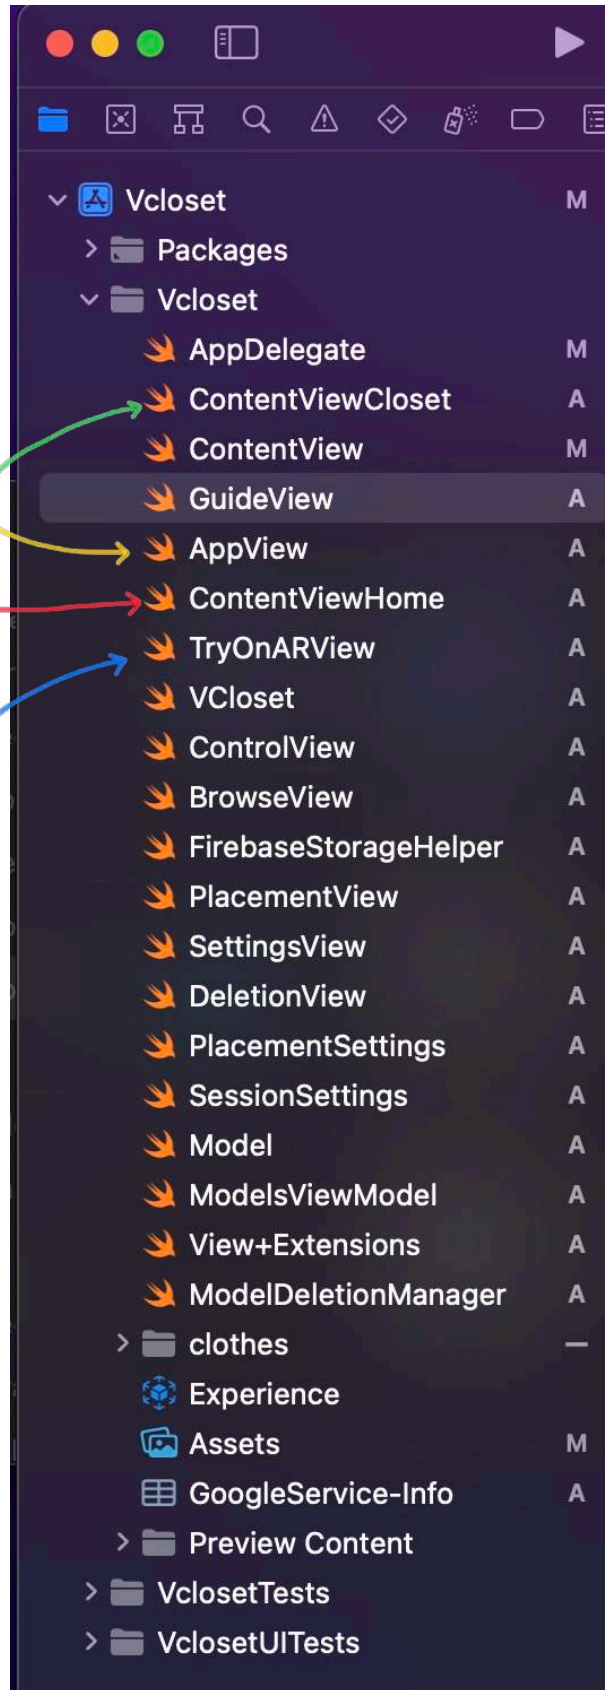 Vcloset M
Packages
Vcloset
AppDelegate M
ContentViewCloset A
ContentView M
GuideView A
AppView A
ContentViewHome A
TryOnARView A
VCloset A
ControlView A
BrowseView A
FirebaseStorageHelper A
PlacementView A
SettingsView A
DeletionView A
PlacementSettings A
SessionSettings A
Model A
ModelsViewModel A
View+Extensions A
ModelDeletionManager A
clothes —
Experience
Assets M
GoogleService-Info A
Preview Content
VclosetTests
VclosetUITests